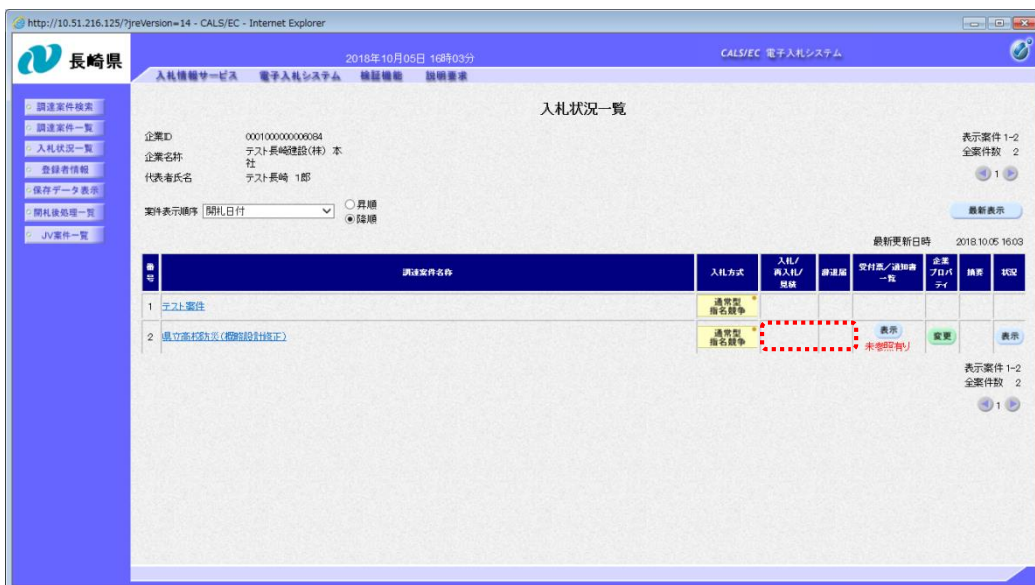 http://10.51.216.125/?jreVersion=14 - CALS/EC - Internet Explorer
長崎県
2018年10月05日 16時03分
CALS/EC 電子入札システム
入札情報サービス 電子入札システム 検証機能 説明要求
調達案件検索
調達案件一覧
入札状況一覧
登録者情報
保存データ表示
開札後処理一覧
JV案件一覧
入札状況一覧
企業ID 0001000000006084
企業名称 テスト長崎建設(株) 本社
代表者氏名 テスト長崎 1郎
表示案件 1-2
全案件数 2
1
案件表示順序 開札日付
昇順
降順
最新表示
最新更新日時 2018.10.05 16:03
番号 調達案件名称 入札方式 入札/再入札/見積 辞退届 受付票/通知書一覧 企業プロパティ 摘要 状況
1 テスト案件 通常型指名競争
2 県立高校防災(概略設計修正) 通常型指名競争 表示 未参照有り 変更 表示
表示案件 1-2
全案件数 2
1